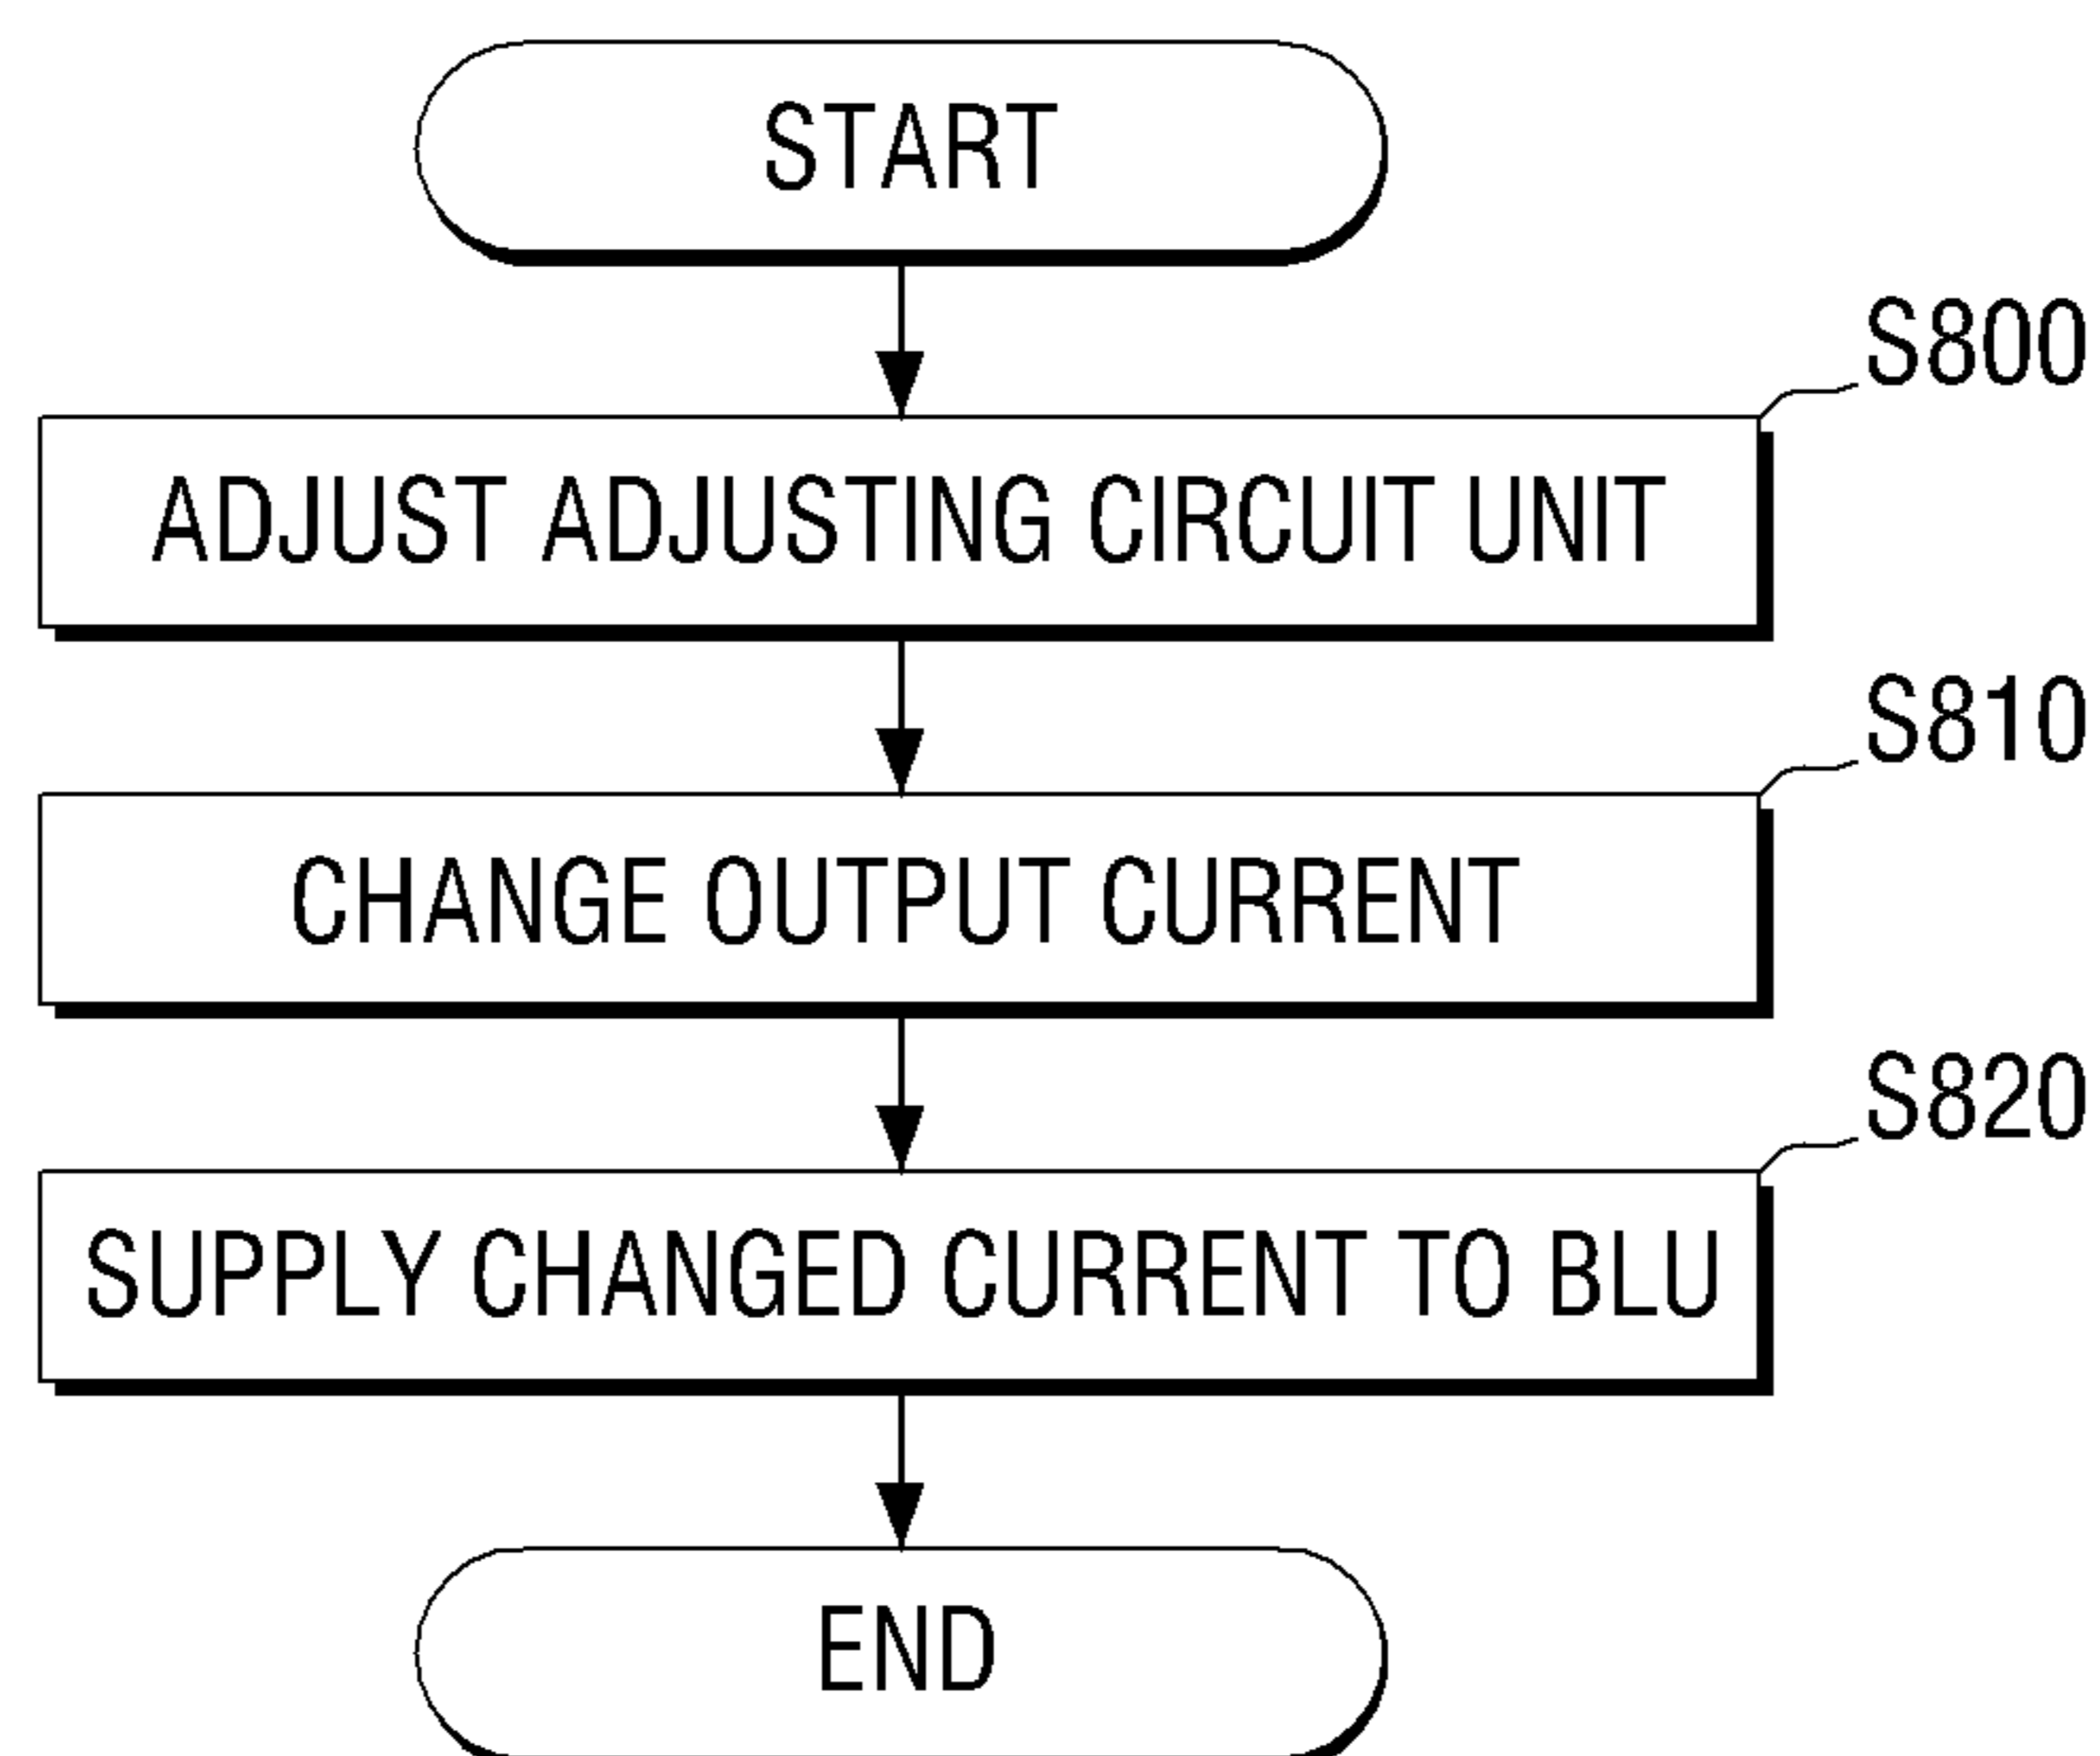 START
S800
ADJUST ADJUSTING CIRCUIT UNIT
S810
CHANGE OUTPUT CURRENT
S820
SUPPLY CHANGED CURRENT TO BLU
END